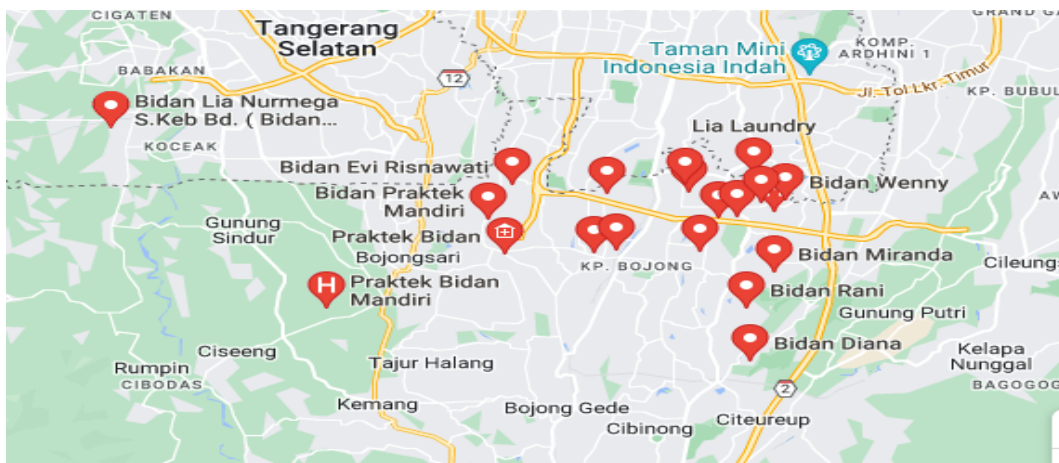 CIGATEN
GRAND GA
Tangerang
Selatan
KOMP.
ARDHINI 1
Taman Mini
Indonesia Indah
BABAKAN
12
Jl. Tol Lkr. Timur
KP. BUBUL
Bidan Lia Nurmega
S.Keb Bd. ( Bidan...
Lia Laundry
KOCEAK
Bidan Evi Risnawati
Bidan Wenny
Bidan Praktek
Mandiri
AW
Gunung
Sindur
Praktek Bidan
Bojongsari
KP. BOJONG
Bidan Miranda
Cileungs
H
Praktek Bidan
Mandiri
Bidan Rani
Gunung Putri
Bidan Diana
Ciseeng
Tajur Halang
Kelapa
Nunggal
Rumpin
CIBODAS
2
BAGOGOG
Kemang
Bojong Gede
Citeureup
Cibinong